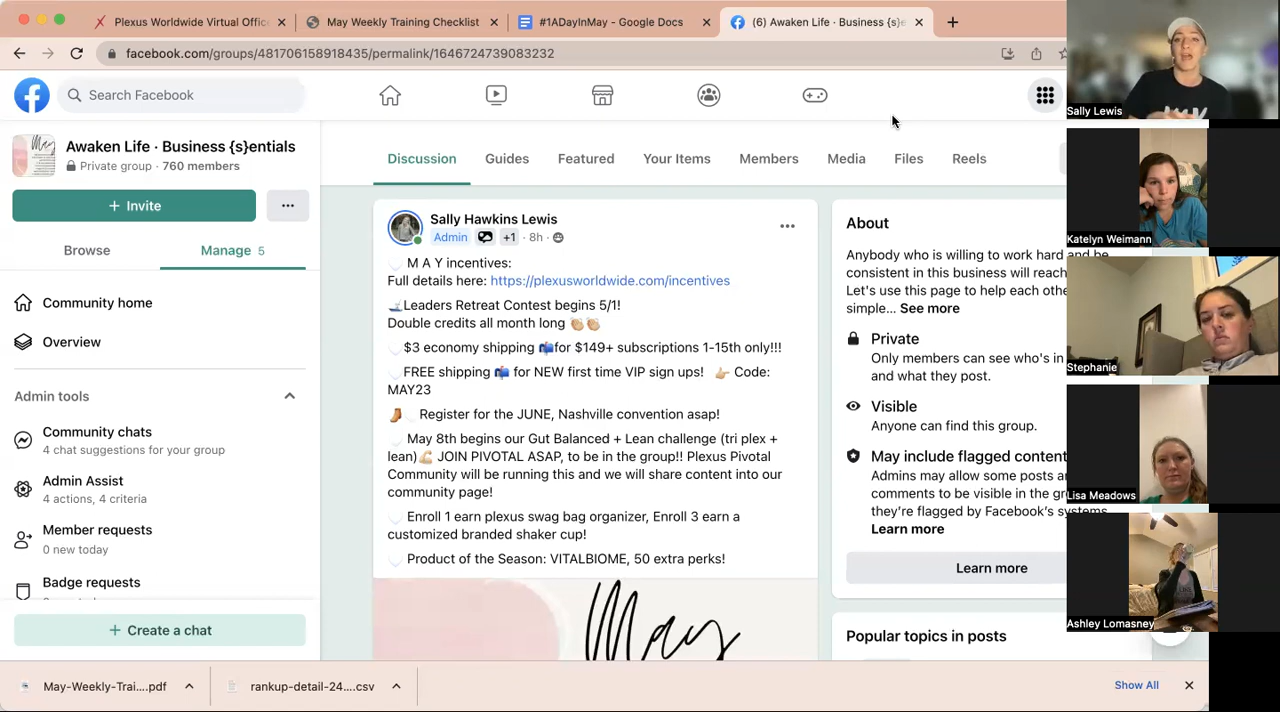 Plexus Worldwide Virtual Offic
May Weekly Training Checklist
#1ADayInMay - Google Docs
(6) Awaken Life · Business {s}e
facebook.com/groups/481706158918435/permalink/1646724739083232
Search Facebook
Awaken Life · Business {s}entials
Private group · 760 members
+ Invite
Browse
Manage 5
Community home
Overview
Admin tools
Community chats
4 chat suggestions for your group
Admin Assist
4 actions, 4 criteria
Member requests
0 new today
Badge requests
+ Create a chat
Discussion
Guides
Featured
Your Items
Members
Media
Files
Reels
Sally Hawkins Lewis
Admin +1 · 8h ·
M A Y incentives:
Full details here: https://plexusworldwide.com/incentives
Leaders Retreat Contest begins 5/1!
Double credits all month long 👏🏼👏🏼
$3 economy shipping 📬for $149+ subscriptions 1-15th only!!!
FREE shipping 📬 for NEW first time VIP sign ups! 👉🏼 Code:
MAY23
Register for the JUNE, Nashville convention asap!
May 8th begins our Gut Balanced + Lean challenge (tri plex +
lean)💪🏼 JOIN PIVOTAL ASAP, to be in the group!! Plexus Pivotal
Community will be running this and we will share content into our
community page!
Enroll 1 earn plexus swag bag organizer, Enroll 3 earn a
customized branded shaker cup!
Product of the Season: VITALBIOME, 50 extra perks!
May
About
Anybody who is willing to work hard and be
consistent in this business will reach
Let's use this page to help each othe
simple... See more
Private
Only members can see who's in
and what they post.
Visible
Anyone can find this group.
May include flagged content
Admins may allow some posts a
comments to be visible in the gr
they're flagged by Facebook's systems.
Learn more
Learn more
Popular topics in posts
Sally Lewis
Katelyn Weimann
Stephanie
Lisa Meadows
Ashley Lomasney
May-Weekly-Trai....pdf
rankup-detail-24....csv
Show All